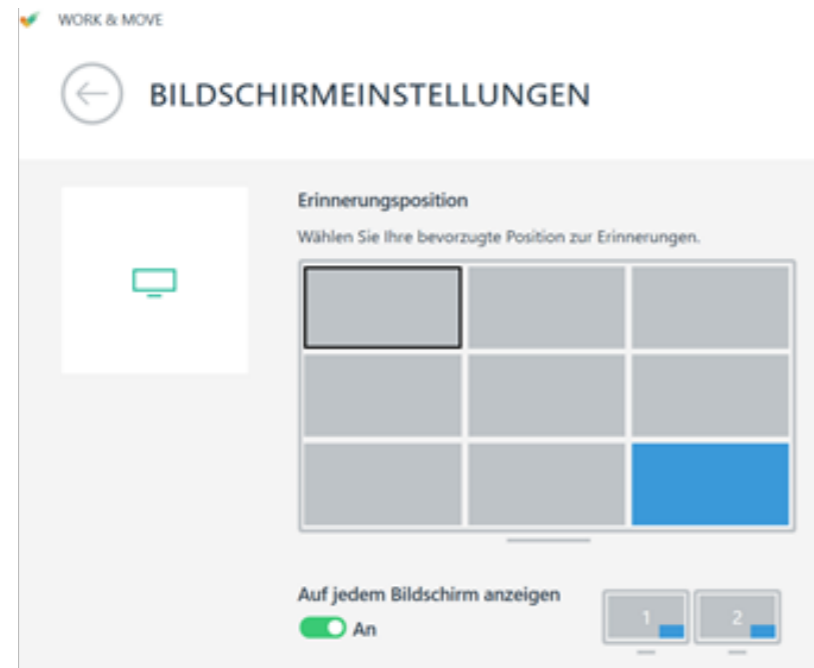 WORK & MOVE
BILDSCHIRMEINSTELLUNGEN
Erinnerungsposition
Wählen Sie Ihre bevorzugte Position zur Erinnerungen.
Auf jedem Bildschirm anzeigen
An
1 2